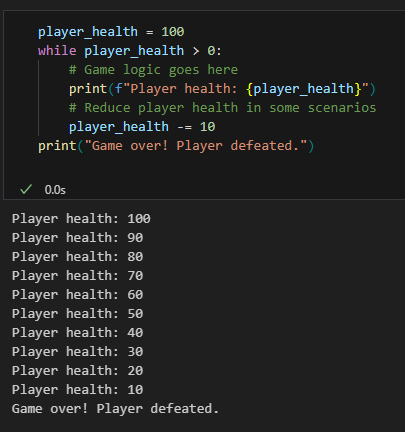 player_health = 100
while player_health > 0:
    # Game logic goes here
    print(f"Player health: {player_health}")
    # Reduce player health in some scenarios
    player_health -= 10
print("Game over! Player defeated.")
0.0s
Player health: 100
Player health: 90
Player health: 80
Player health: 70
Player health: 60
Player health: 50
Player health: 40
Player health: 30
Player health: 20
Player health: 10
Game over! Player defeated.